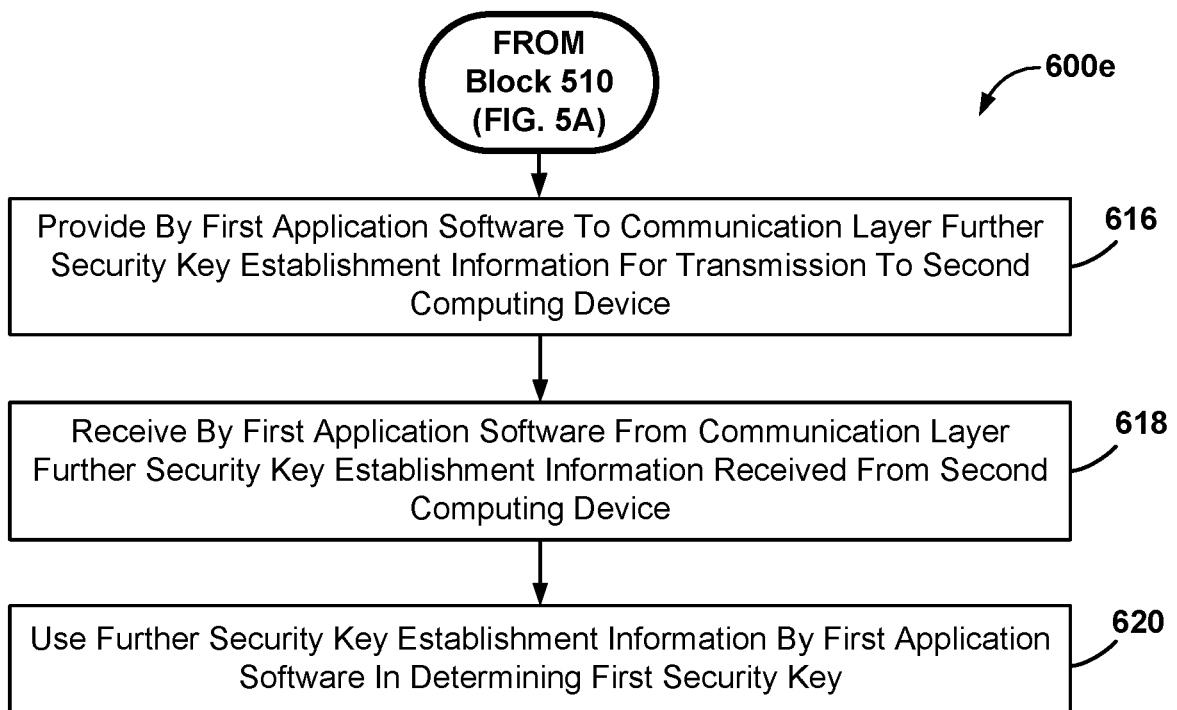 FROM
Block 510
(FIG. 5A)
600e
Provide By First Application Software To Communication Layer Further
Security Key Establishment Information For Transmission To Second
Computing Device
616
Receive By First Application Software From Communication Layer
Further Security Key Establishment Information Received From Second
Computing Device
618
Use Further Security Key Establishment Information By First Application
Software In Determining First Security Key
620